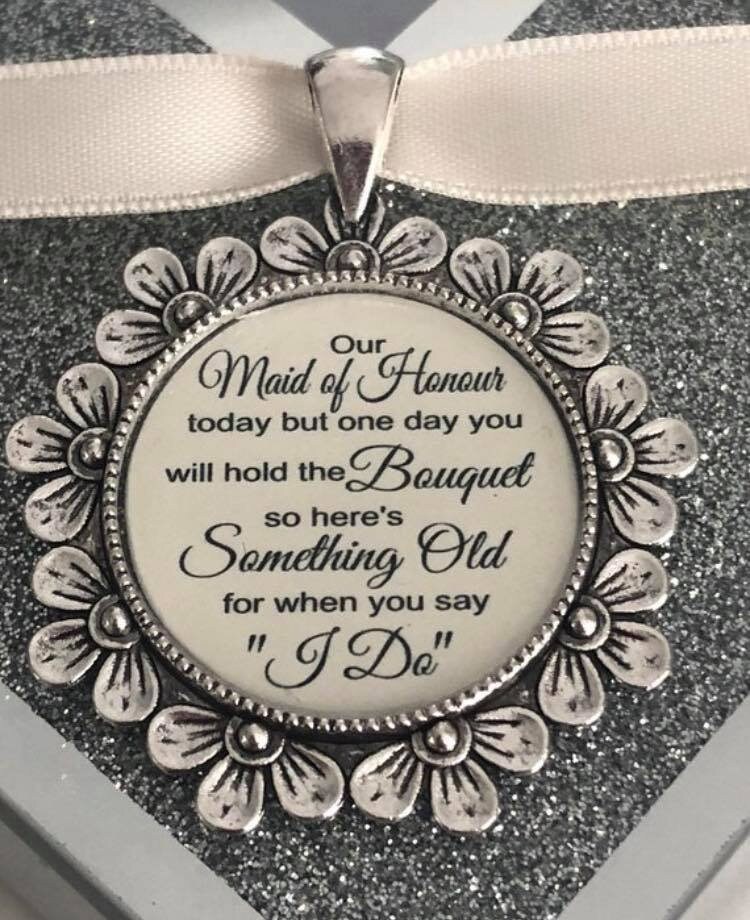 Our
Maid of Honour
today but one day you
will hold the Bouquet
so here's
Something Old
for when you say
"I Do"